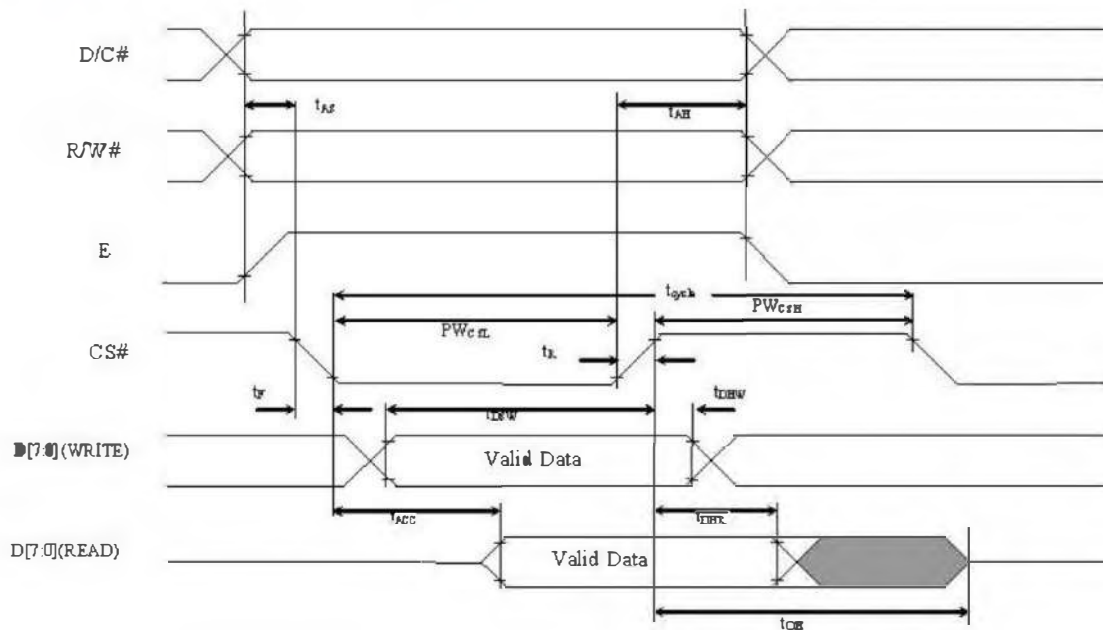 D/C#
tAS
tAH
R/W#
E
tcycle
PWCSL
PWCSH
CS#
tR
tF
tDSW
tDHW
D[7:0](WRITE)
Valid Data
tACC
tDHR
D[7:0](READ)
Valid Data
tOH